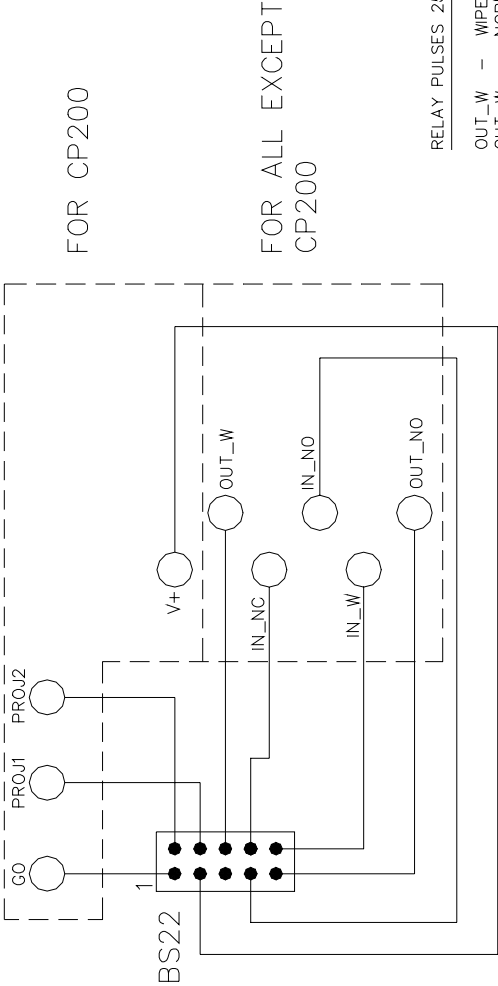 FOR CP200
FOR ALL EXCEPT
CP200
GO
PROJ1
PROJ2
1
BS22
V+
OUT_W
IN_NC
IN_NO
IN_W
OUT_NO
RELAY PULSES
OUT_W -